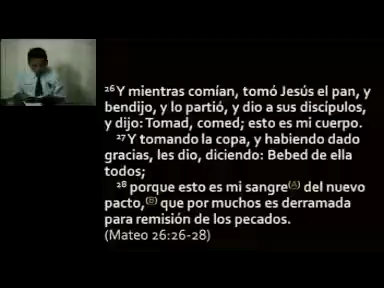 26 Y mientras comían, tomó Jesús el pan, y
bendijo, y lo partió, y dio a sus discípulos,
y dijo: Tomad, comed; esto es mi cuerpo.
27 Y tomando la copa, y habiendo dado
gracias, les dio, diciendo: Bebed de ella
todos;
28 porque esto es mi sangre(A) del nuevo
pacto,(B) que por muchos es derramada
para remisión de los pecados.
(Mateo 26:26-28)